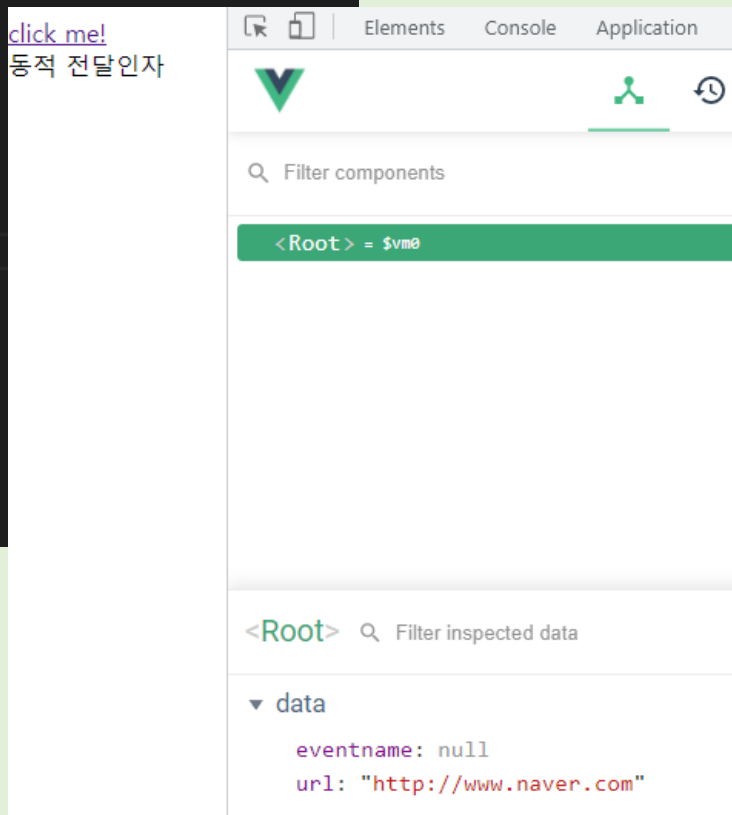 click me!
동적 전달인자
Elements Console Application
Filter components
<Root> = $vm0
<Root> Filter inspected data
data
eventname: null
url: "http://www.naver.com"